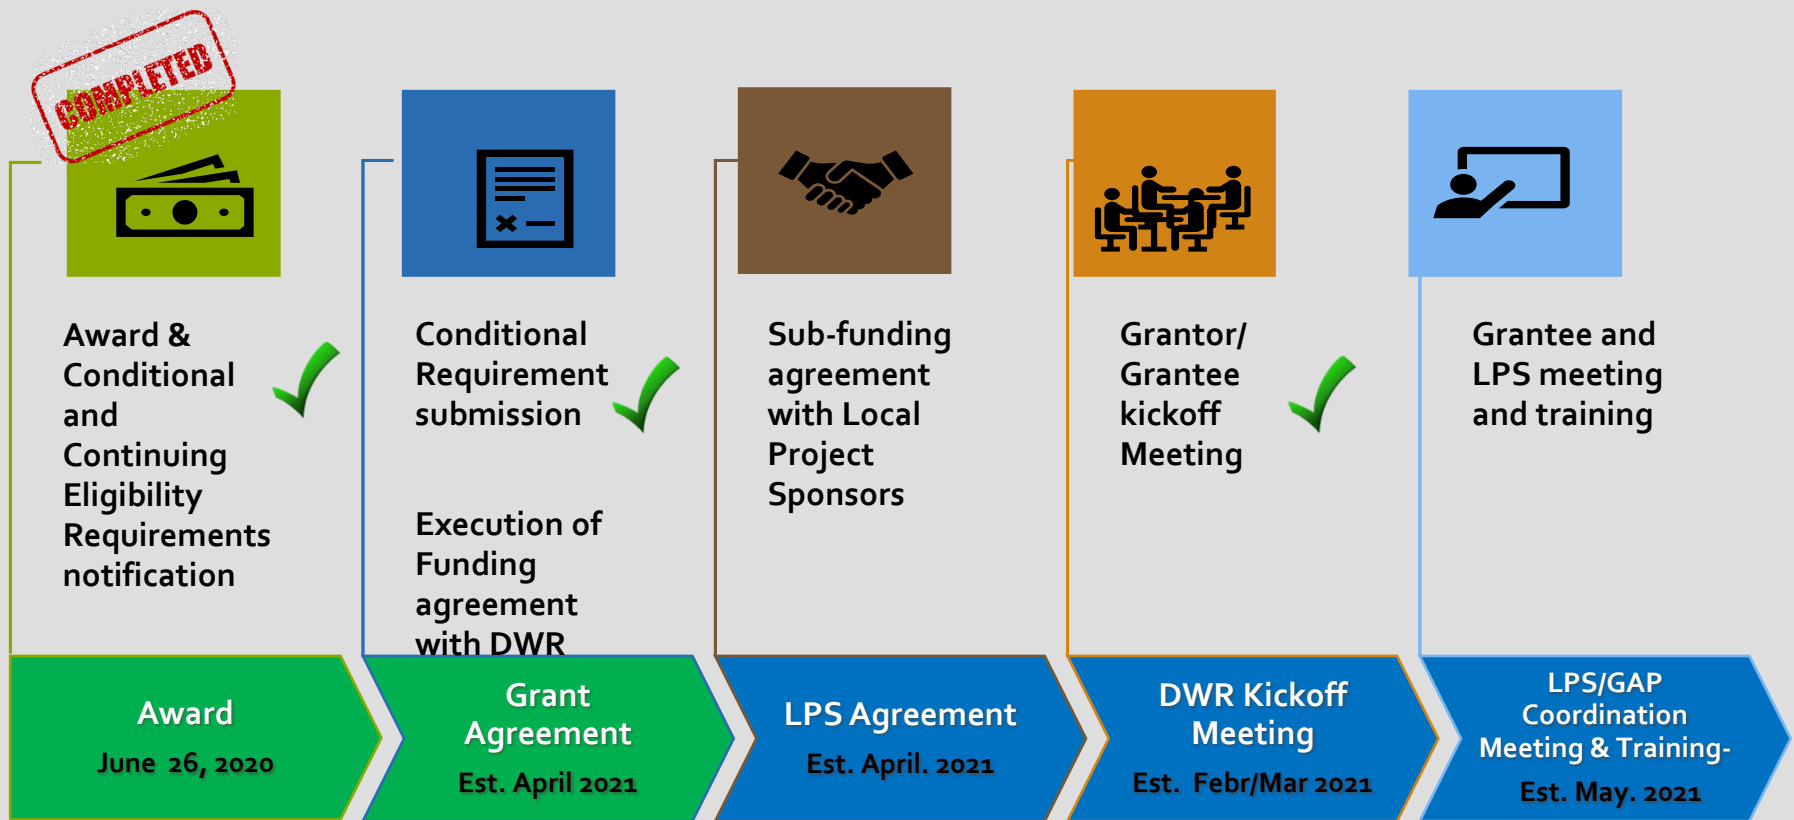 COMPLETED
Award &
Conditional
and
Continuing
Eligibility
Requirements
notification
Conditional
Requirement
submission
Execution of
Funding
agreement
with DWR
Sub-funding
agreement
with Local
Project
Sponsors
Grantor/
Grantee
kickoff
Meeting
Grantee and
LPS meeting
and training
Award
June 26, 2020
Grant
Agreement
Est. April 2021
LPS Agreement
Est. April. 2021
DWR Kickoff
Meeting
Est. Febr/Mar 2021
LPS/GAP
Coordination
Meeting & Training-
Est. May. 2021